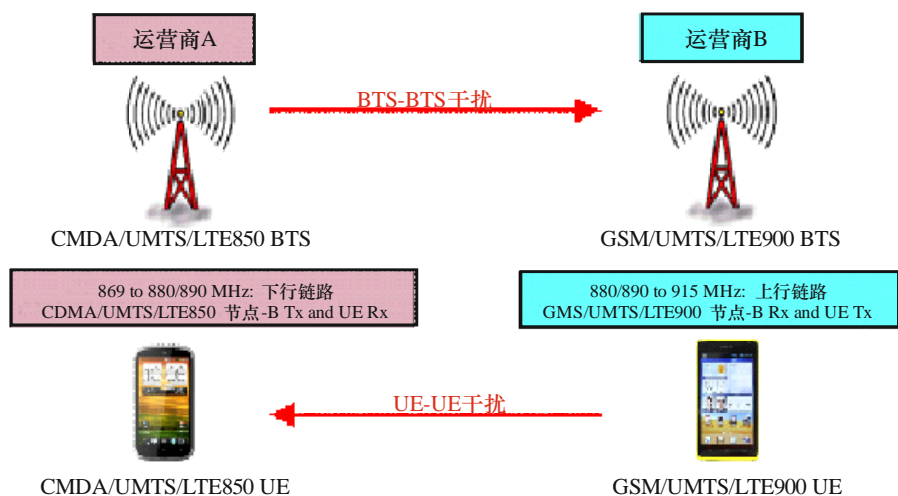 运营商A
运营商B
BTS-BTS干扰
CMDA/UMTS/LTE850 BTS
GSM/UMTS/LTE900 BTS
869 to 880/890 MHz: 下行链路
CDMA/UMTS/LTE850 节点-B Tx and UE Rx
880/890 to 915 MHz: 上行链路
GMS/UMTS/LTE900 节点-B Rx and UE Tx
UE-UE干扰
CMDA/UMTS/LTE850 UE
GSM/UMTS/LTE900 UE